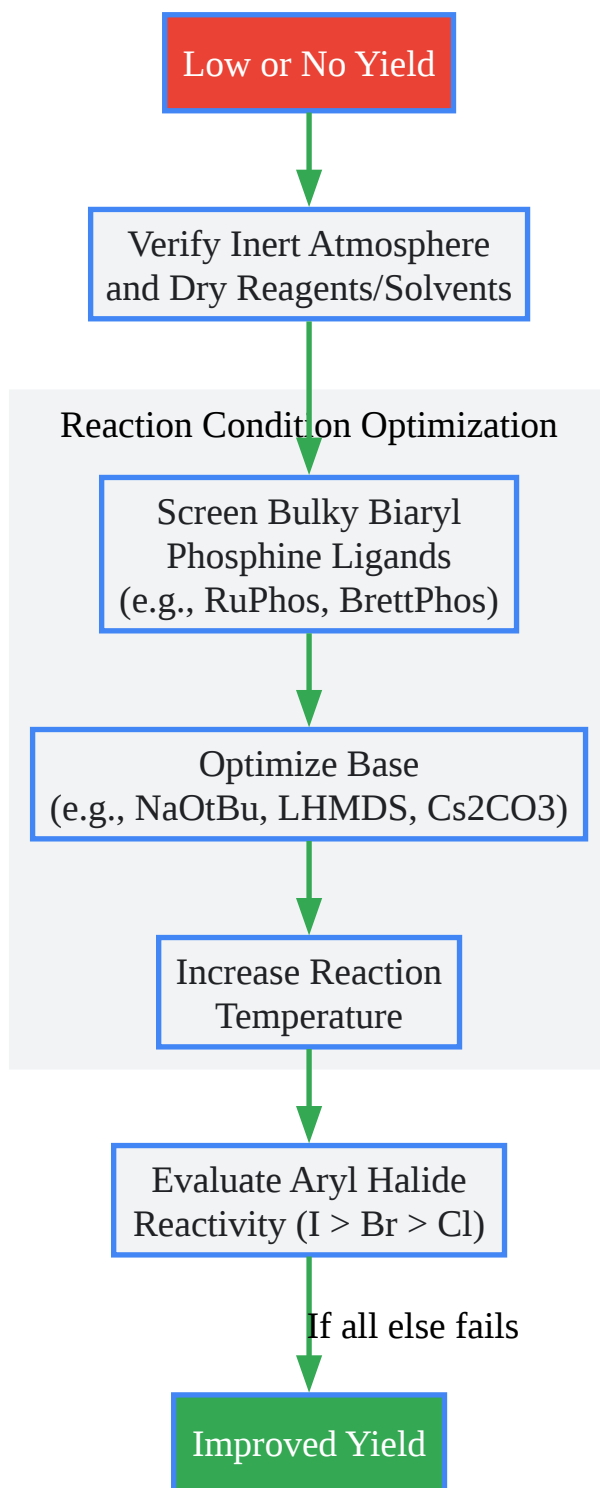 Low or No Yield
Verify Inert Atmosphere
and Dry Reagents/Solvents
Reaction Condition Optimization
Screen Bulky Biaryl
Phosphine Ligands
(e.g., RuPhos, BrettPhos)
Optimize Base
(e.g., NaOtBu, LHMDS, Cs2CO3)
Increase Reaction
Temperature
Evaluate Aryl Halide
Reactivity (I > Br > Cl)
If all else fails
Improved Yield